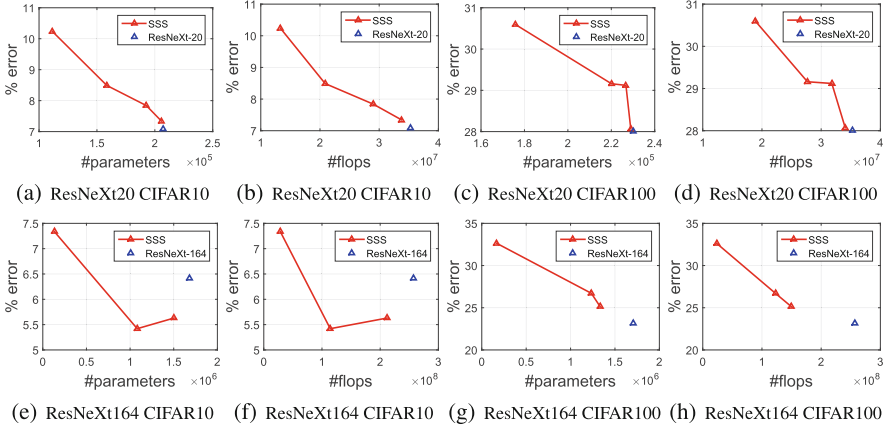 11
10
9
8
7
% error
SSS
ResNeXt-20
1 1.5 2 2.5
#parameters ×10^5
(a) ResNeXt20 CIFAR10
11
10
9
8
7
% error
SSS
ResNeXt-20
1 2 3 4
#flops ×10^7
(b) ResNeXt20 CIFAR10
31
30
29
28
% error
SSS
ResNeXt-20
1.6 1.8 2 2.2 2.4
#parameters ×10^5
(c) ResNeXt20 CIFAR100
31
30
29
28
% error
SSS
ResNeXt-20
1 2 3 4
#flops ×10^7
(d) ResNeXt20 CIFAR100
7.5
7
6.5
6
5.5
5
% error
SSS
ResNeXt-164
0 0.5 1 1.5 2
#parameters ×10^6
(e) ResNeXt164 CIFAR10
7.5
7
6.5
6
5.5
5
% error
SSS
ResNeXt-164
0 1 2 3
#flops ×10^8
(f) ResNeXt164 CIFAR10
35
30
25
20
% error
SSS
ResNeXt-164
0 0.5 1 1.5 2
#parameters ×10^6
(g) ResNeXt164 CIFAR100
35
30
25
20
% error
SSS
ResNeXt-164
0 1 2 3
#flops ×10^8
(h) ResNeXt164 CIFAR100